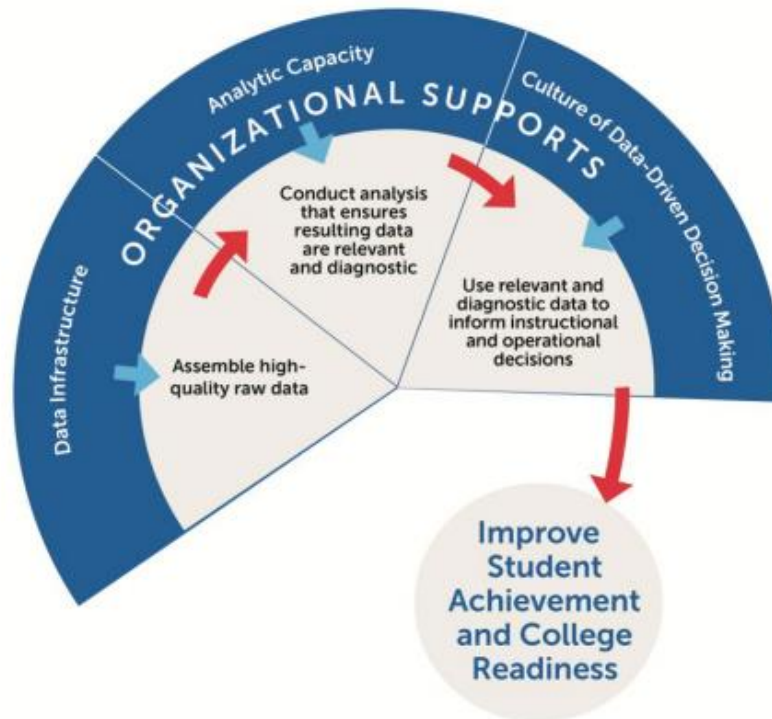 Analytic Capacity
ORGANIZATIONAL SUPPORTS
Culture of Data-Driven Decision Making
Data Infrastructure
Conduct analysis
that ensures
resulting data
are relevant
and diagnostic
Use relevant and
diagnostic data to
inform instructional
and operational
decisions
Assemble high-
quality raw data
Improve
Student
Achievement
and College
Readiness